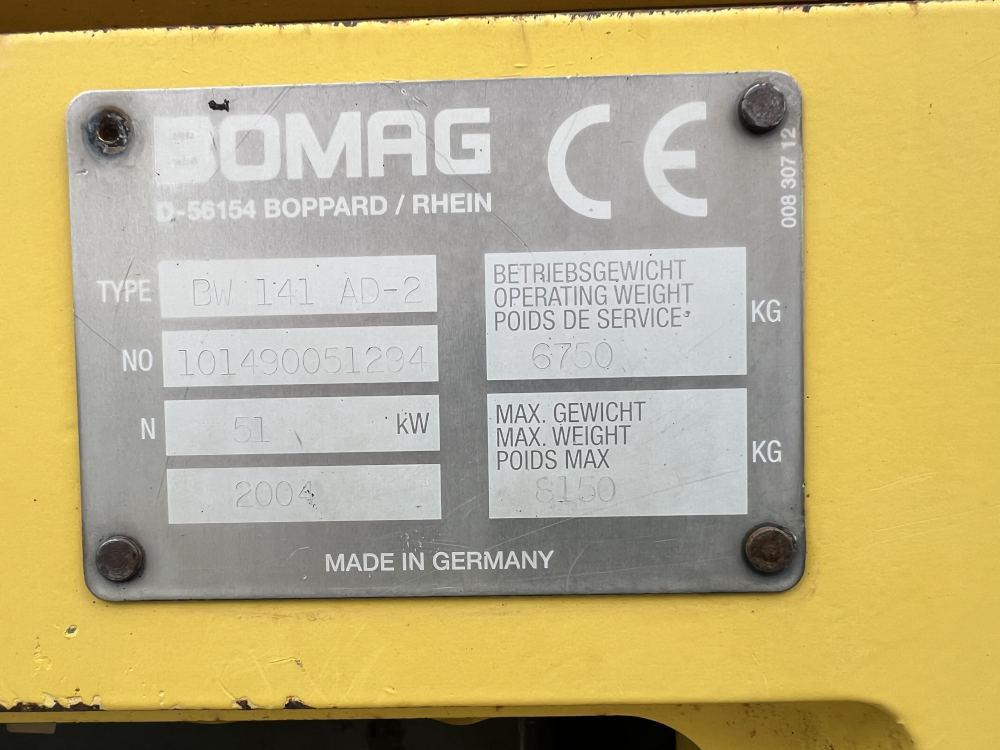 BOMAG CE
D-56154 BOPPARD / RHEIN
008 307 12
TYPE BW 141 AD-2
NO 101490051294
N 51 kW
2004
BETRIEBSGEWICHT
OPERATING WEIGHT
POIDS DE SERVICE
6750 KG
MAX. GEWICHT
MAX. WEIGHT
POIDS MAX
8150 KG
MADE IN GERMANY